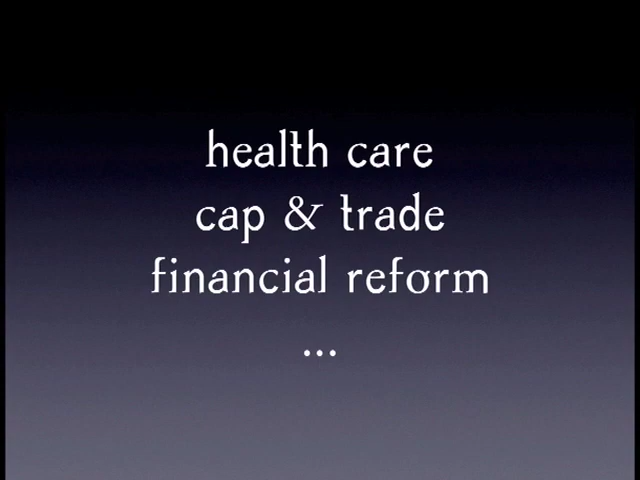 health care
cap & trade
financial reform
...